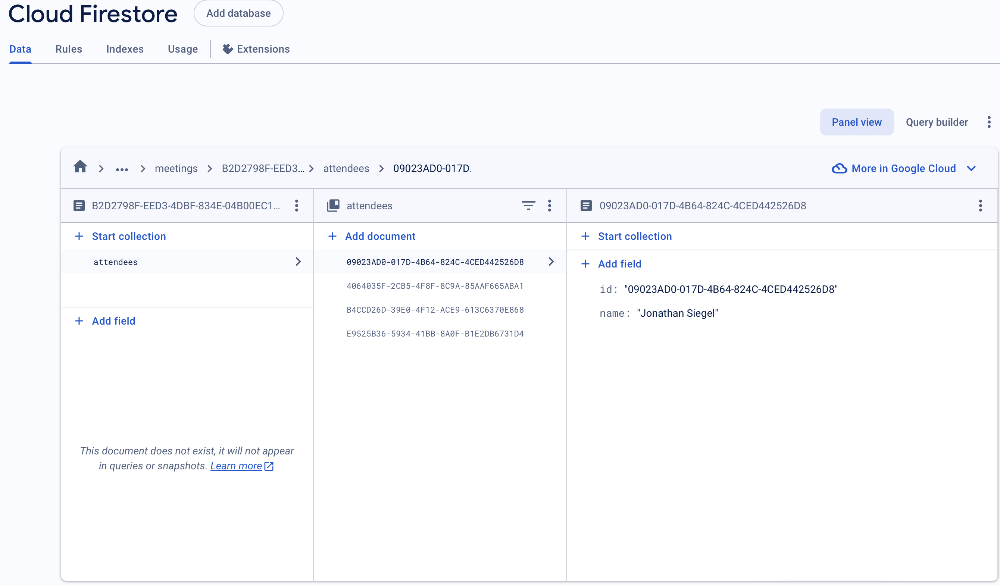 Cloud Firestore
Add database
Data
Rules
Indexes
Usage
Extensions
Panel view
Query builder
meetings
B2D2798F-EED3...
attendees
09023AD0-017D.
More in Google Cloud
B2D2798F-EED3-4DBF-834E-04B00EC1...
attendees
09023AD0-017D-4B64-824C-4CED442526D8
+ Start collection
attendees
+ Add field
This document does not exist, it will not appear
in queries or snapshots. Learn more
+ Add document
09023AD0-017D-4B64-824C-4CED442526D8
4064035F-2CB5-4F8F-8C9A-85AAF665ABA1
B4CCD26D-39E0-4F12-ACE9-613C6370E868
E9525B36-5934-41BB-8A0F-B1E2DB6731D4
+ Start collection
+ Add field
id: "09023AD0-017D-4B64-824C-4CED442526D8"
name: "Jonathan Siegel"